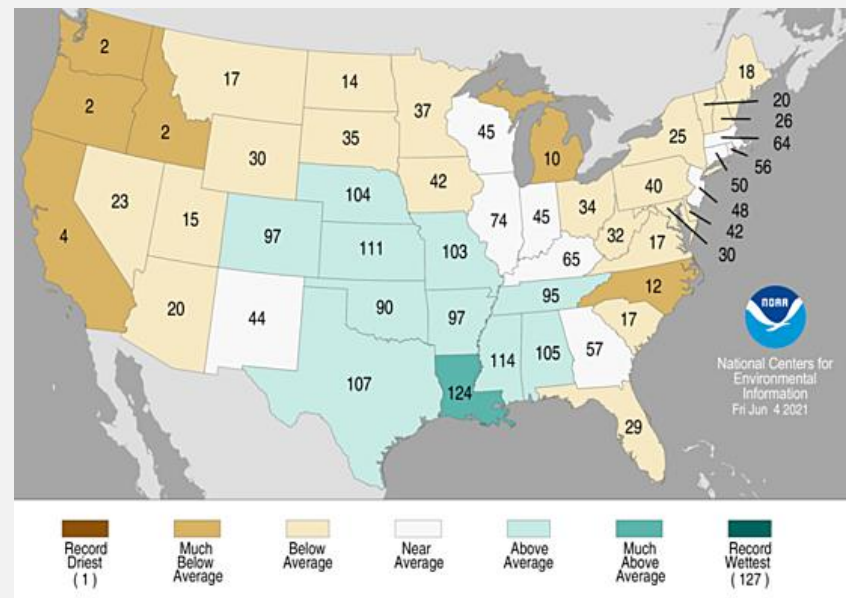 2
17
14
18
2
2
37
20
26
30
35
45
10
25
64
56
4
23
15
104
42
74
45
34
40
50
48
42
30
97
111
103
32
17
65
12
20
44
90
97
95
17
107
124
114
105
57
29
NOAA
National Centers for
Environmental
Information
Fri Jun 4 2021
Record
Driest
( 1 )
Much
Below
Average
Below
Average
Near
Average
Above
Average
Much
Above
Average
Record
Wettest
( 127 )